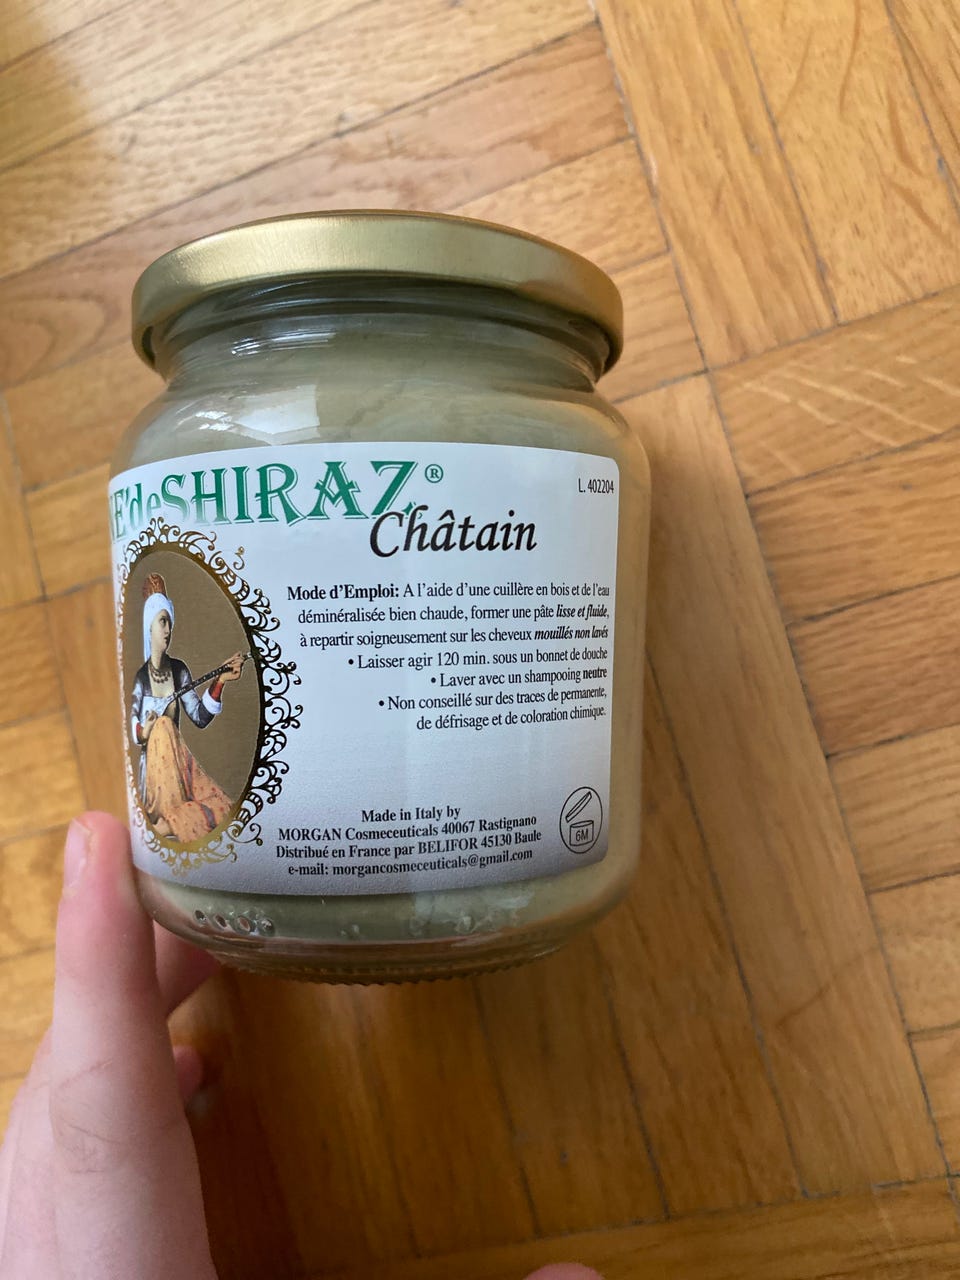 E'de SHIRAZ®
Châtain
L. 402204
Mode d'Emploi: A l'aide d'une cuillère en bois et de l'eau
déminéralisée bien chaude, former une pâte lisse et fluide,
à repartir soigneusement sur les cheveux mouillés non lavés
• Laisser agir 120 min. sous un bonnet de douche
• Laver avec un shampooing neutre
• Non conseillé sur des traces de permanente,
de défrisage et de coloration chimique.
Made in Italy by
MORGAN Cosmeceuticals 40067 Rastignano
Distribué en France par BELIFOR 45130 Baule
e-mail: morgancosmeceuticals@gmail.com
6M